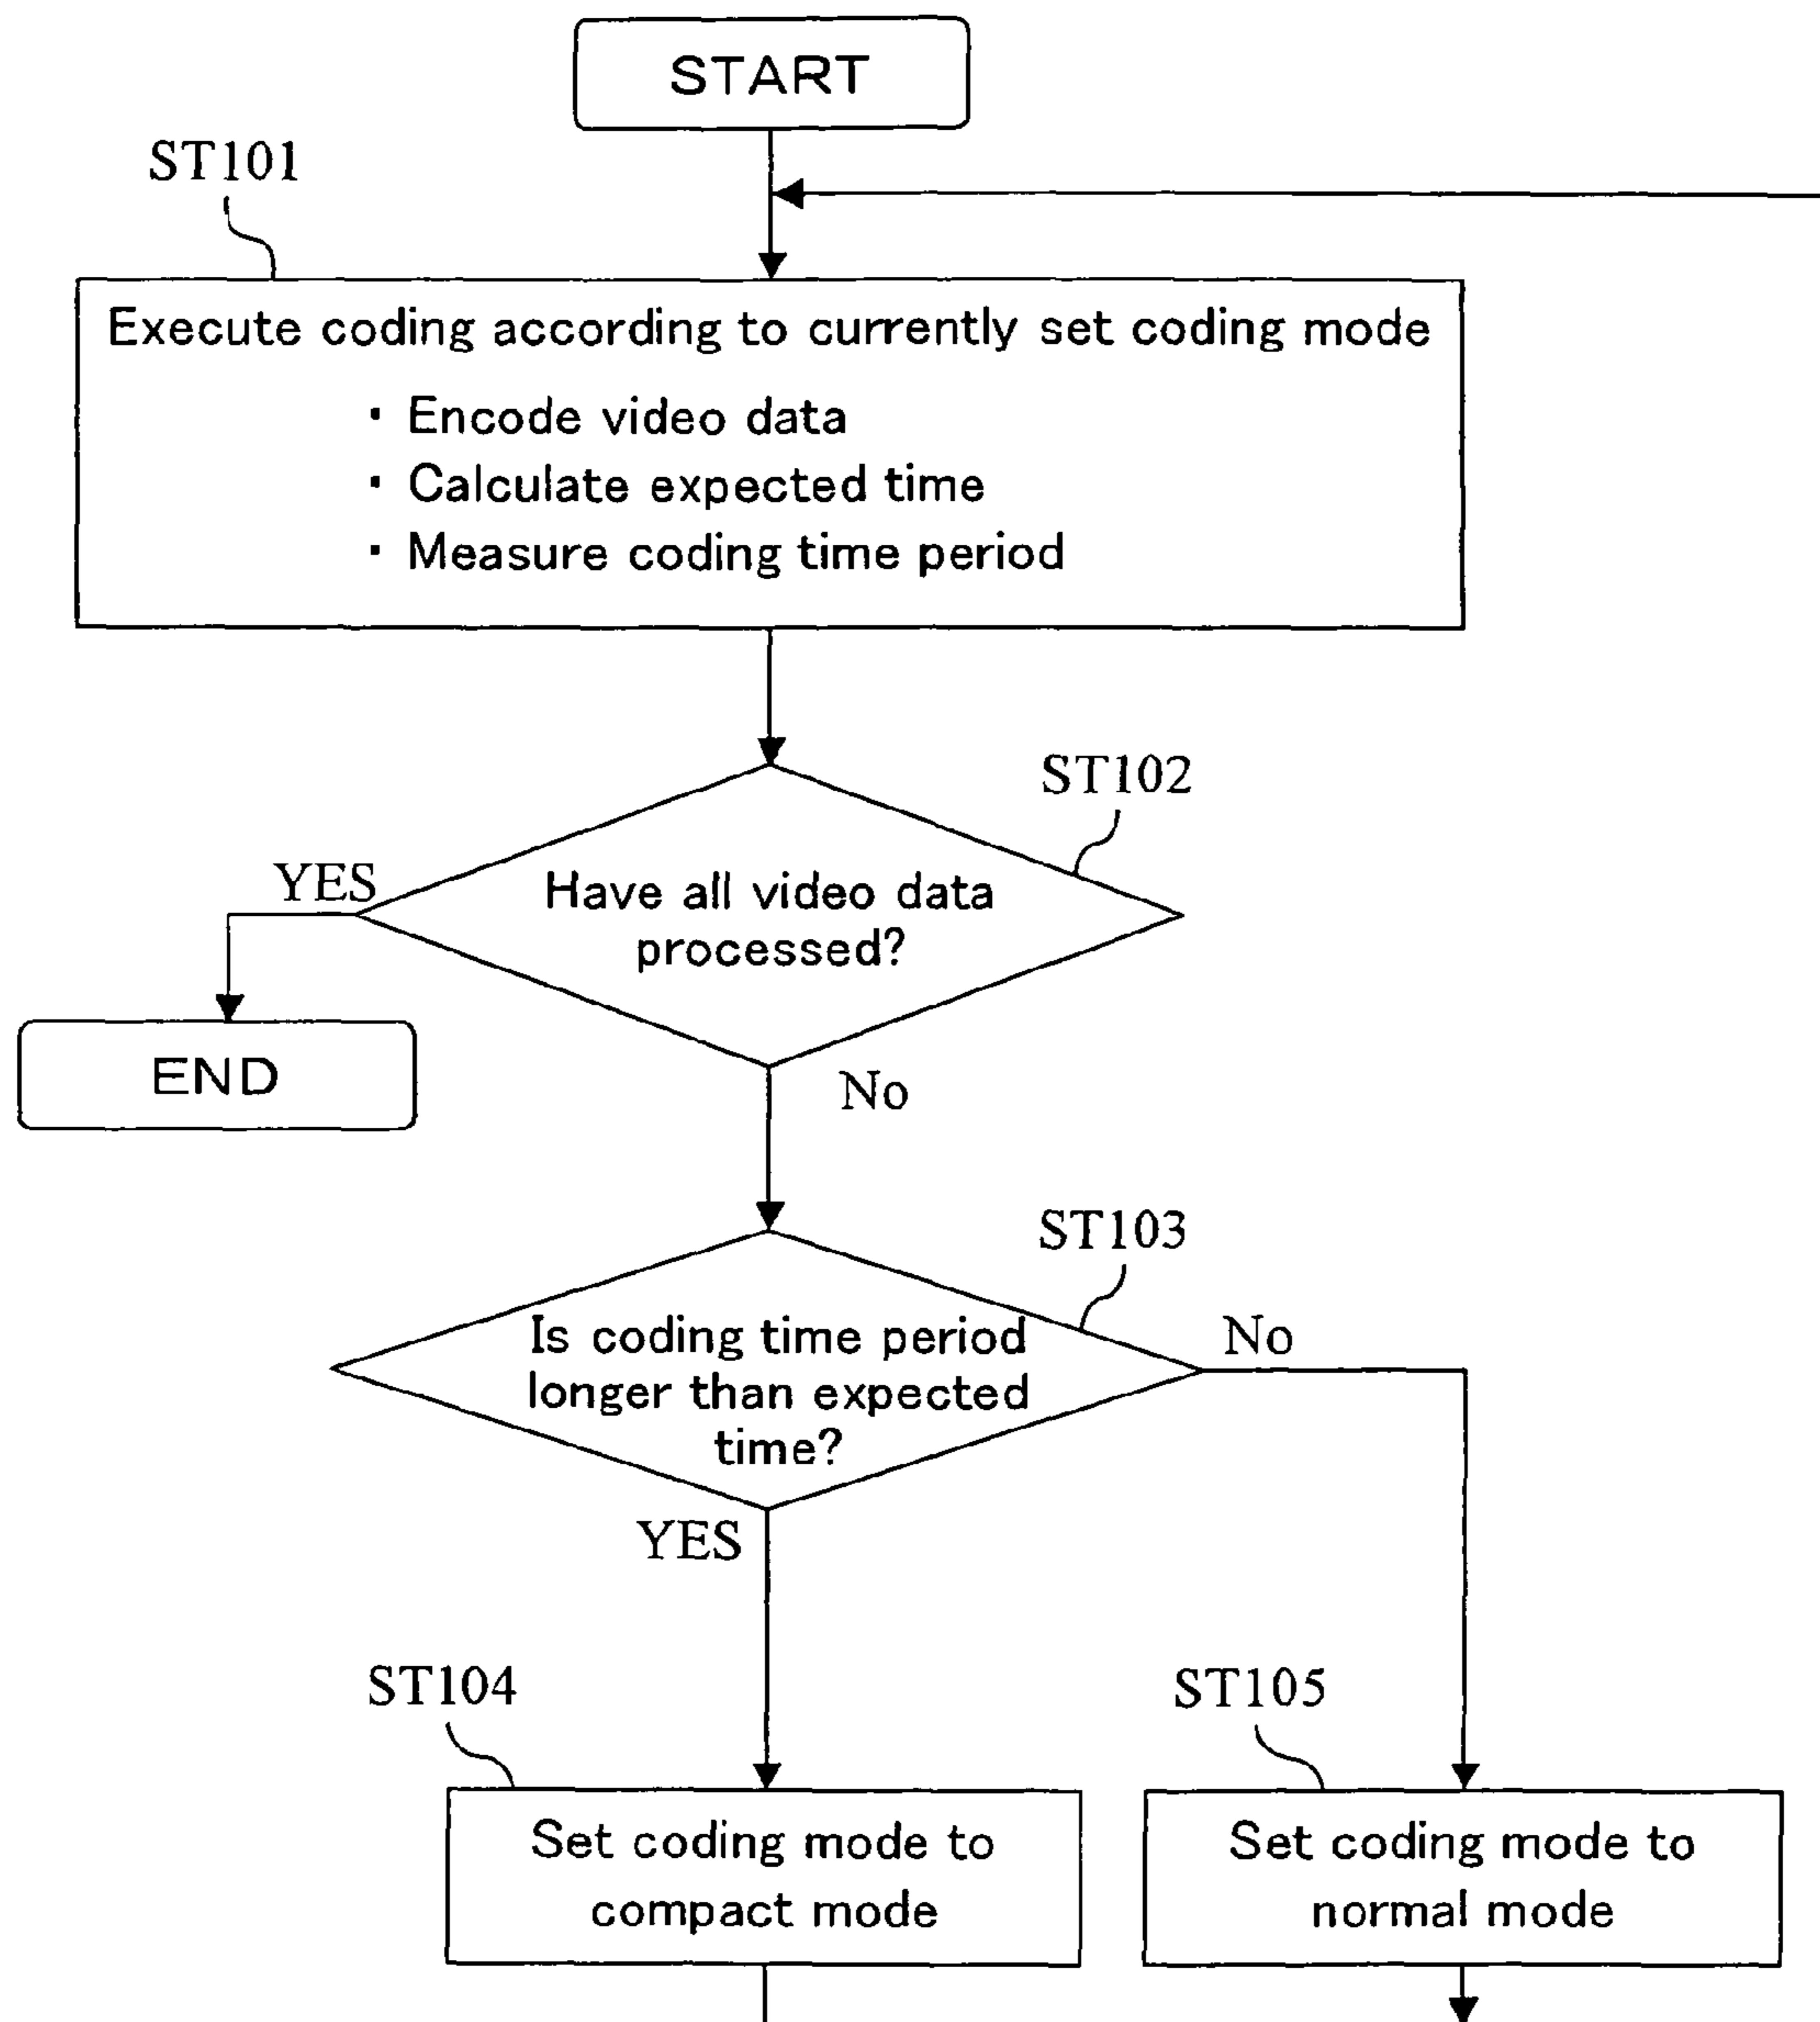 START
ST101
Execute coding according to currently set coding mode
・ Encode video data
・ Calculate expected time
・ Measure coding time period
ST102
YES
Have all video data
processed?
END
No
ST103
Is coding time period
longer than expected
time?
No
YES
ST104
ST105
Set coding mode to
compact mode
Set coding mode to
normal mode